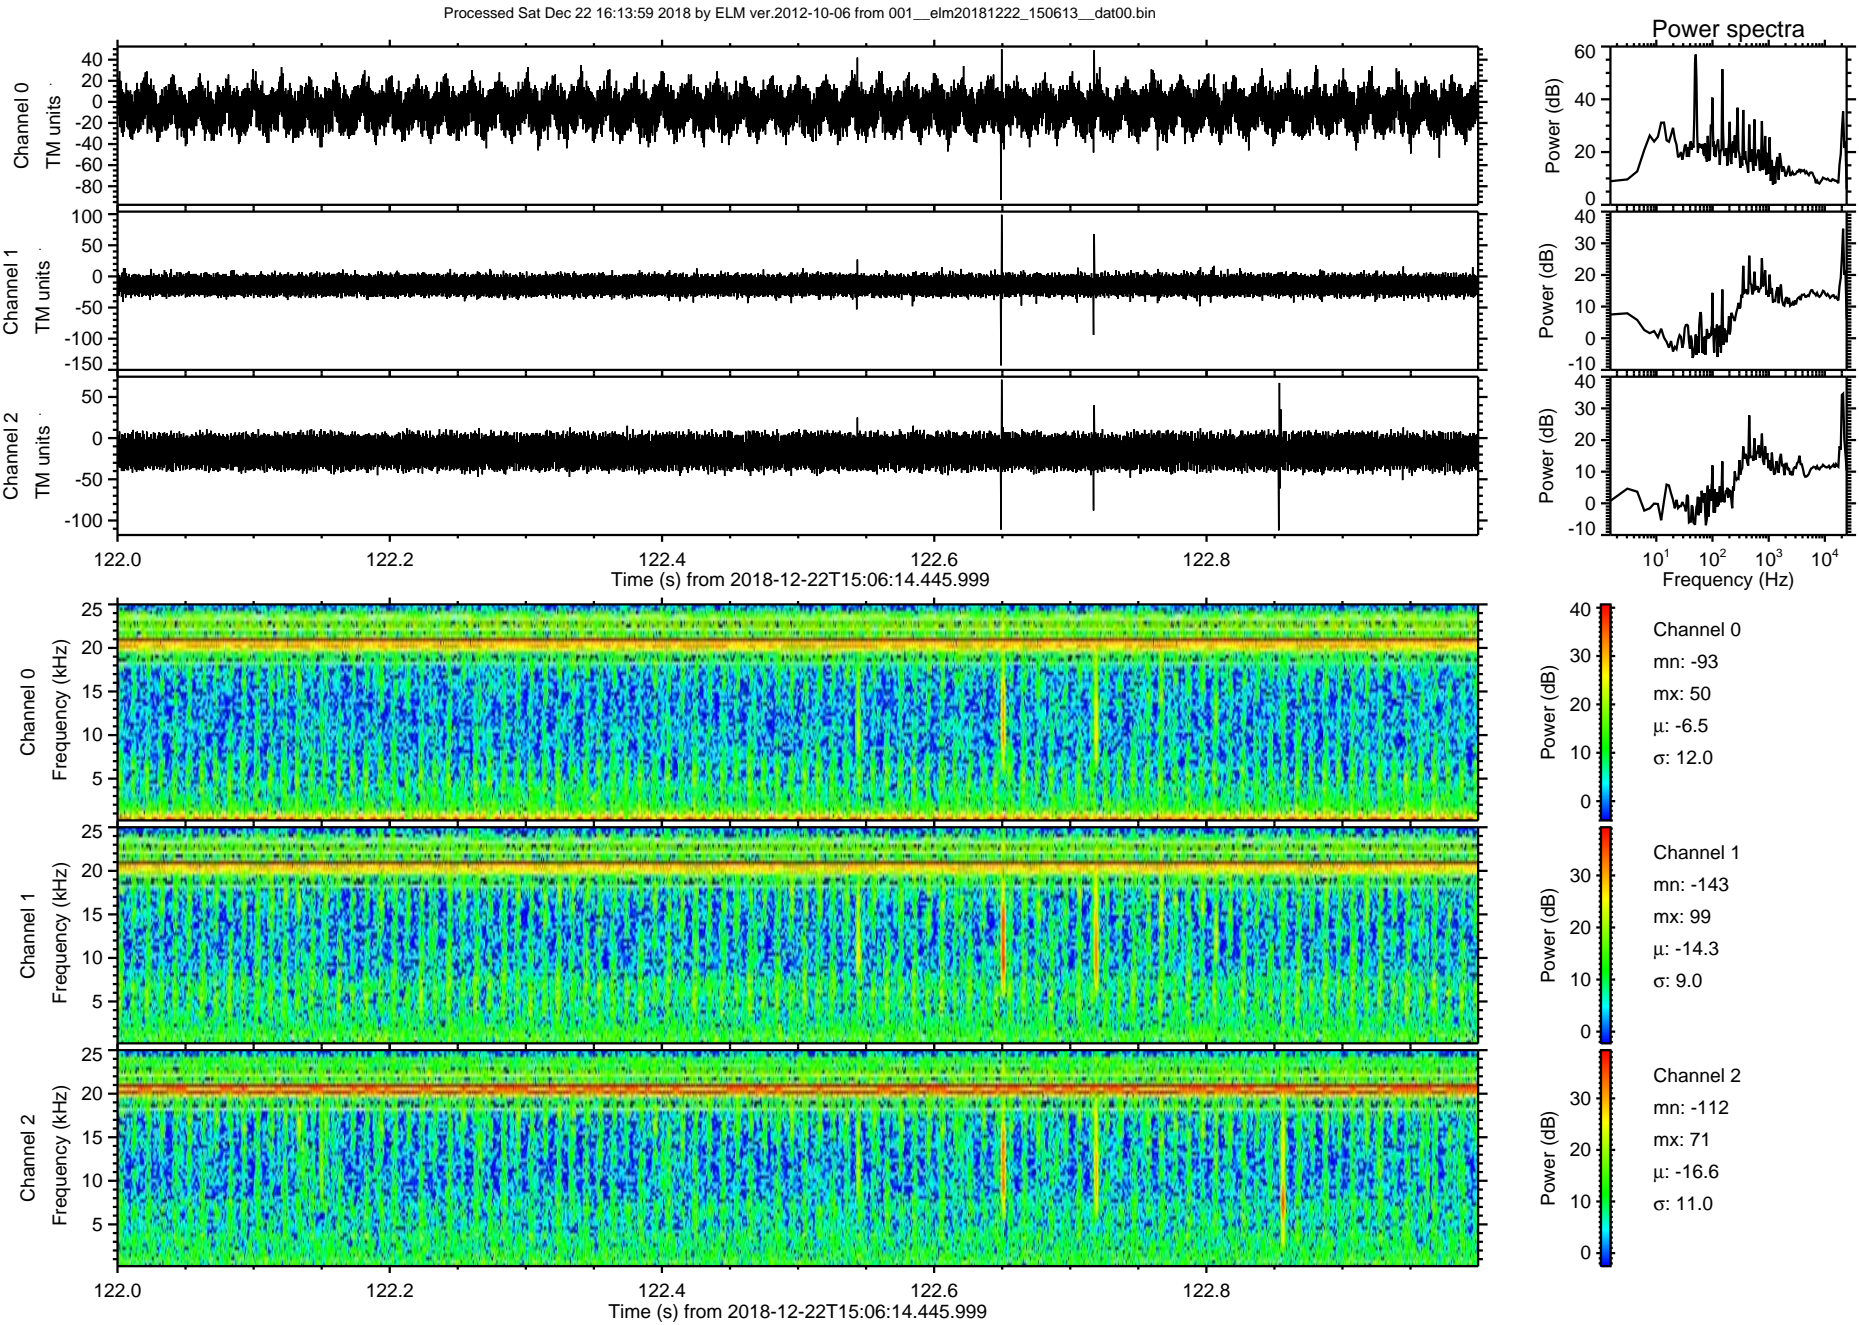 Processed Sat Dec 22 16:13:59 2018 by ELM ver.2012-10-06 from 001__elm20181222_150613__dat00.bin
Power spectra
Channel 0
TM units
40
20
0
-20
-40
-60
-80
Power (dB)
60
40
20
0
Channel 1
TM units
100
50
0
-50
-100
-150
Power (dB)
40
30
20
10
0
-10
Channel 2
TM units
50
0
-50
-100
Power (dB)
40
30
20
10
0
-10
122.0 122.2 122.4 122.6 122.8
Time (s) from 2018-12-22T15:06:14.445.999
10¹ 10² 10³ 10⁴
Frequency (Hz)
Channel 0
Frequency (kHz)
25
20
15
10
5
Power (dB)
40
30
20
10
0
Channel 0
mn: -93
mx: 50
μ: -6.5
σ: 12.0
Channel 1
Frequency (kHz)
25
20
15
10
5
Power (dB)
30
20
10
0
Channel 1
mn: -143
mx: 99
μ: -14.3
σ: 9.0
Channel 2
Frequency (kHz)
25
20
15
10
5
Power (dB)
30
20
10
0
Channel 2
mn: -112
mx: 71
μ: -16.6
σ: 11.0
122.0 122.2 122.4 122.6 122.8
Time (s) from 2018-12-22T15:06:14.445.999